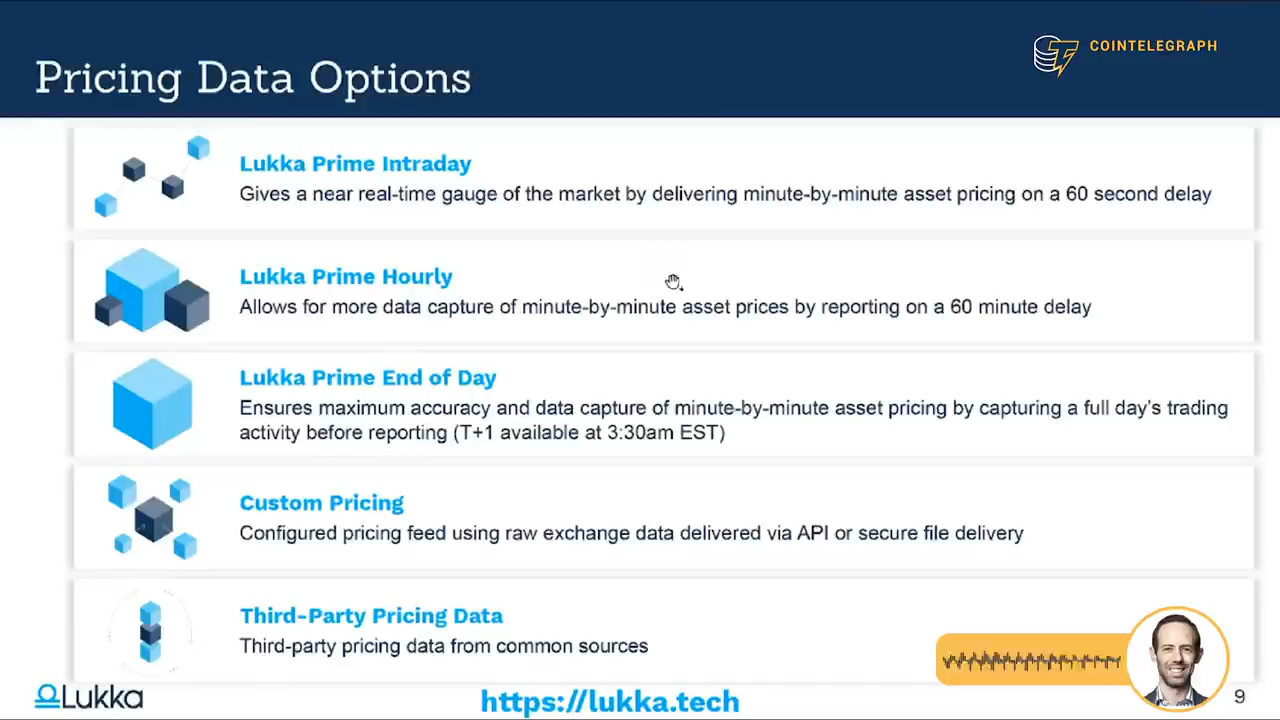 COINTELEGRAPH
Pricing Data Options
Lukka Prime Intraday
Gives a near real-time gauge of the market by delivering minute-by-minute asset pricing on a 60 second delay
Lukka Prime Hourly
Allows for more data capture of minute-by-minute asset prices by reporting on a 60 minute delay
Lukka Prime End of Day
Ensures maximum accuracy and data capture of minute-by-minute asset pricing by capturing a full day's trading
activity before reporting (T+1 available at 3:30am EST)
Custom Pricing
Configured pricing feed using raw exchange data delivered via API or secure file delivery
Third-Party Pricing Data
Third-party pricing data from common sources
Lukka
https://lukka.tech
9